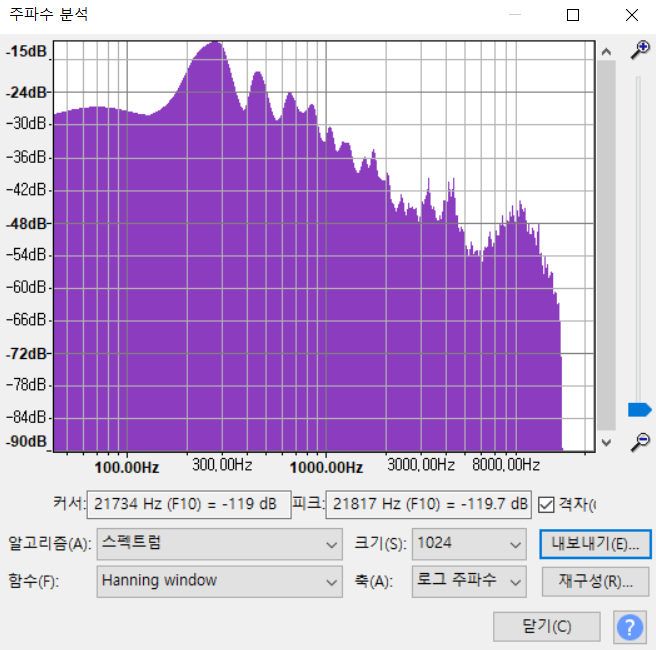 주파수 분석
-15dB
-24dB
-30dB
-36dB
-42dB
-48dB
-54dB
-60dB
-66dB
-72dB
-78dB
-84dB
-90dB
100.00Hz 300.00Hz 1000.00Hz 3000.00Hz 8000.00Hz
커서: 21734 Hz (F10) = -119 dB 피크: 21817 Hz (F10) = -119.7 dB 격자(
알고리즘(A): 스펙트럼 크기(S): 1024 내보내기(E)...
함수(F): Hanning window 축(A): 로그 주파수 재구성(R)...
닫기(C) ?